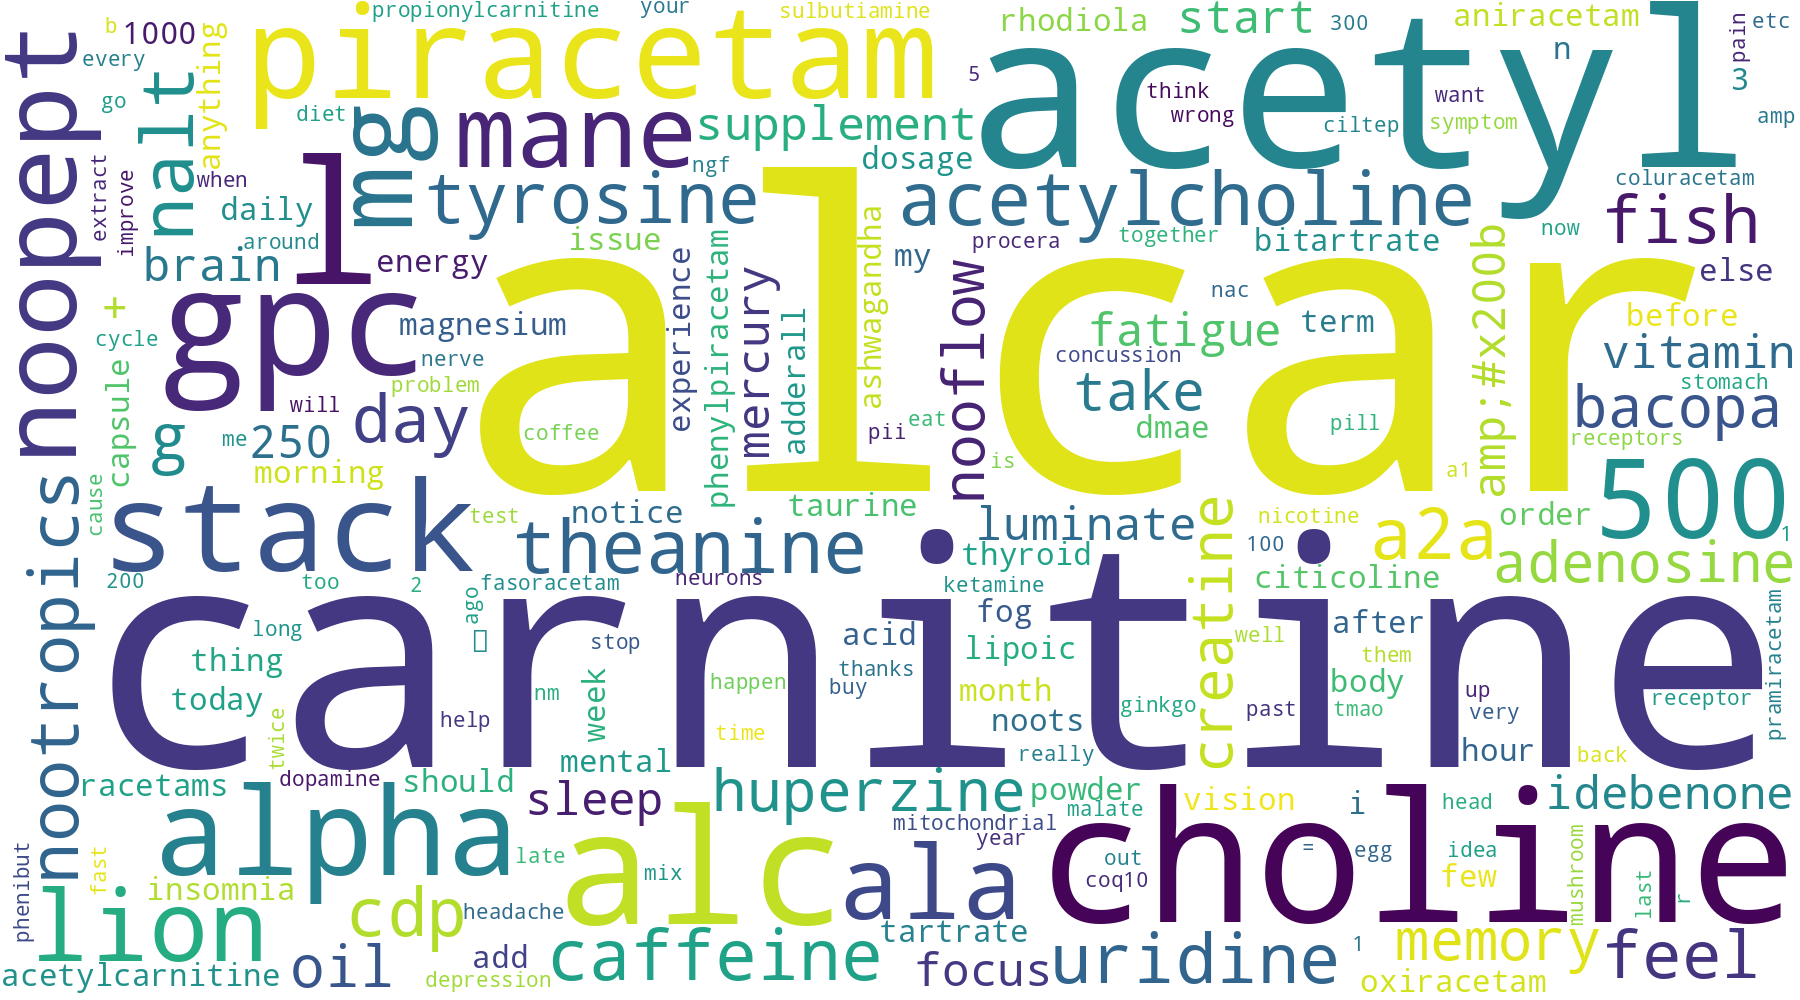 b
1000
every
go
nalt
anything
noopept
piracetam
propionylcarnitine
your
sulbutiamine
rhodiola
start
300
aniracetam
n
pain
etc
3
acetyl
5
think
wrong
want
ciltep
symptom
amp
diet
mg
mane
supplement
ngf
dosage
extract
improve
when
daily
around
brain
l
tyrosine
issue
energy
acetylcholine
procera
together
bitartrate
coluracetam
fish
now
else
my
nac
+
cycle
gpc
magnesium
nerve
problem
will
experience
phenylpiracetam
mercury
adderall
ashwagandha
alcar
nooflow
fatigue
term
concussion
take
dmae
pill
amp;#x200b
before
vitamin
stomach
bacopa
receptors
capsule
g
me
250
day
coffee
pii
eat
is
a1
morning
cause
stack
test
notice
taurine
theanine
luminate
thyroid
nicotine
100
a2a
order
500
1
adenosine
nootropics
200
too
2
fasoracetam
neurons
ketamine
citicoline
creatine
ago
fog
acid
lipoic
after
long
stop
well
them
thing
today
carnitine
nm
week
happen
thanks
buy
month
noots
ginkgo
body
past
tmao
up
very
receptor
pramiracetam
twice
help
time
really
hour
back
mental
racetams
dopamine
should
sleep
huperzine
powder
malate
vision
i
head
idebenone
alpha
mitochondrial
year
alc
ala
choline
late
mix
out
coq10
=
egg
idea
few
mushroom
last
r
phenibut
fast
insomnia
lion
cdp
headache
tartrate
caffeine
add
oil
depression
acetylcarnitine
focus
uridine
1
memory
oxiracetam
feel